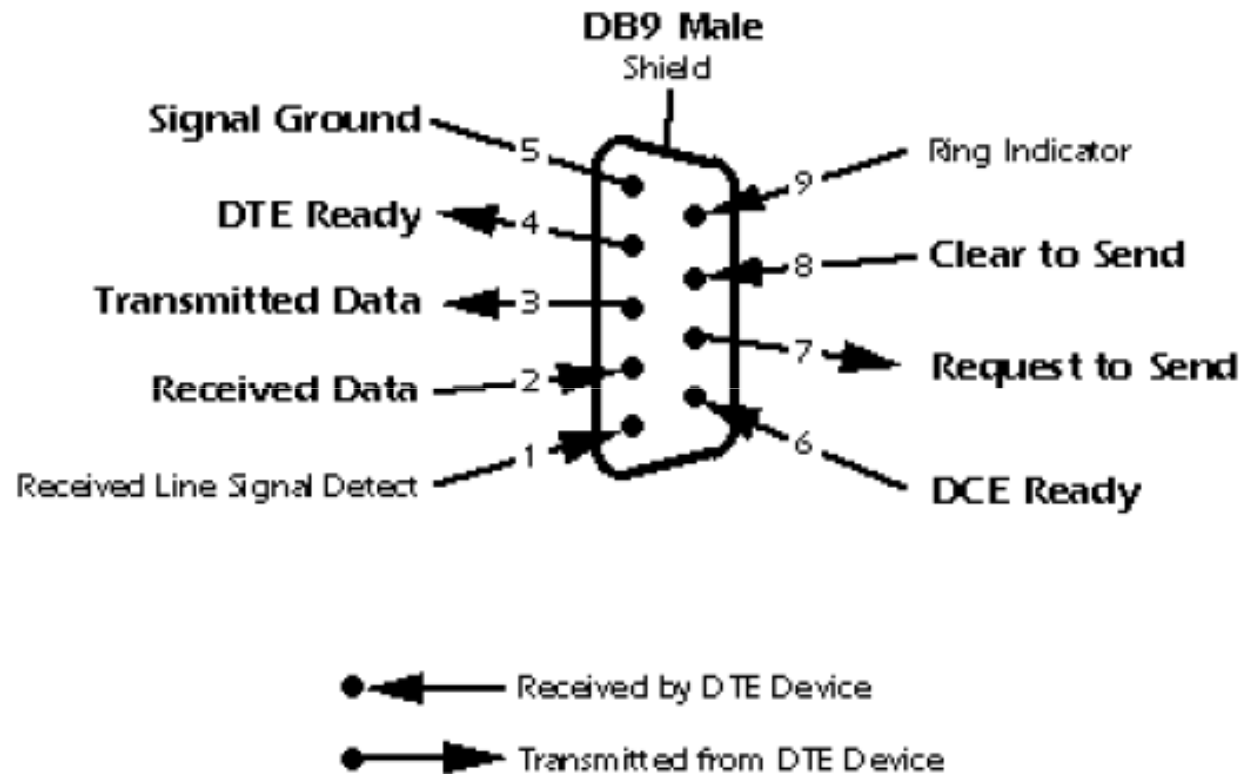 DB9 Male
Shield
Signal Ground
5
9
Ring Indicator
DTE Ready
4
8
Clear to Send
Transmitted Data
3
7
Request to Send
Received Data
2
6
DCE Ready
Received Line Signal Detect
1
Received by DTE Device
Transmitted from DTE Device